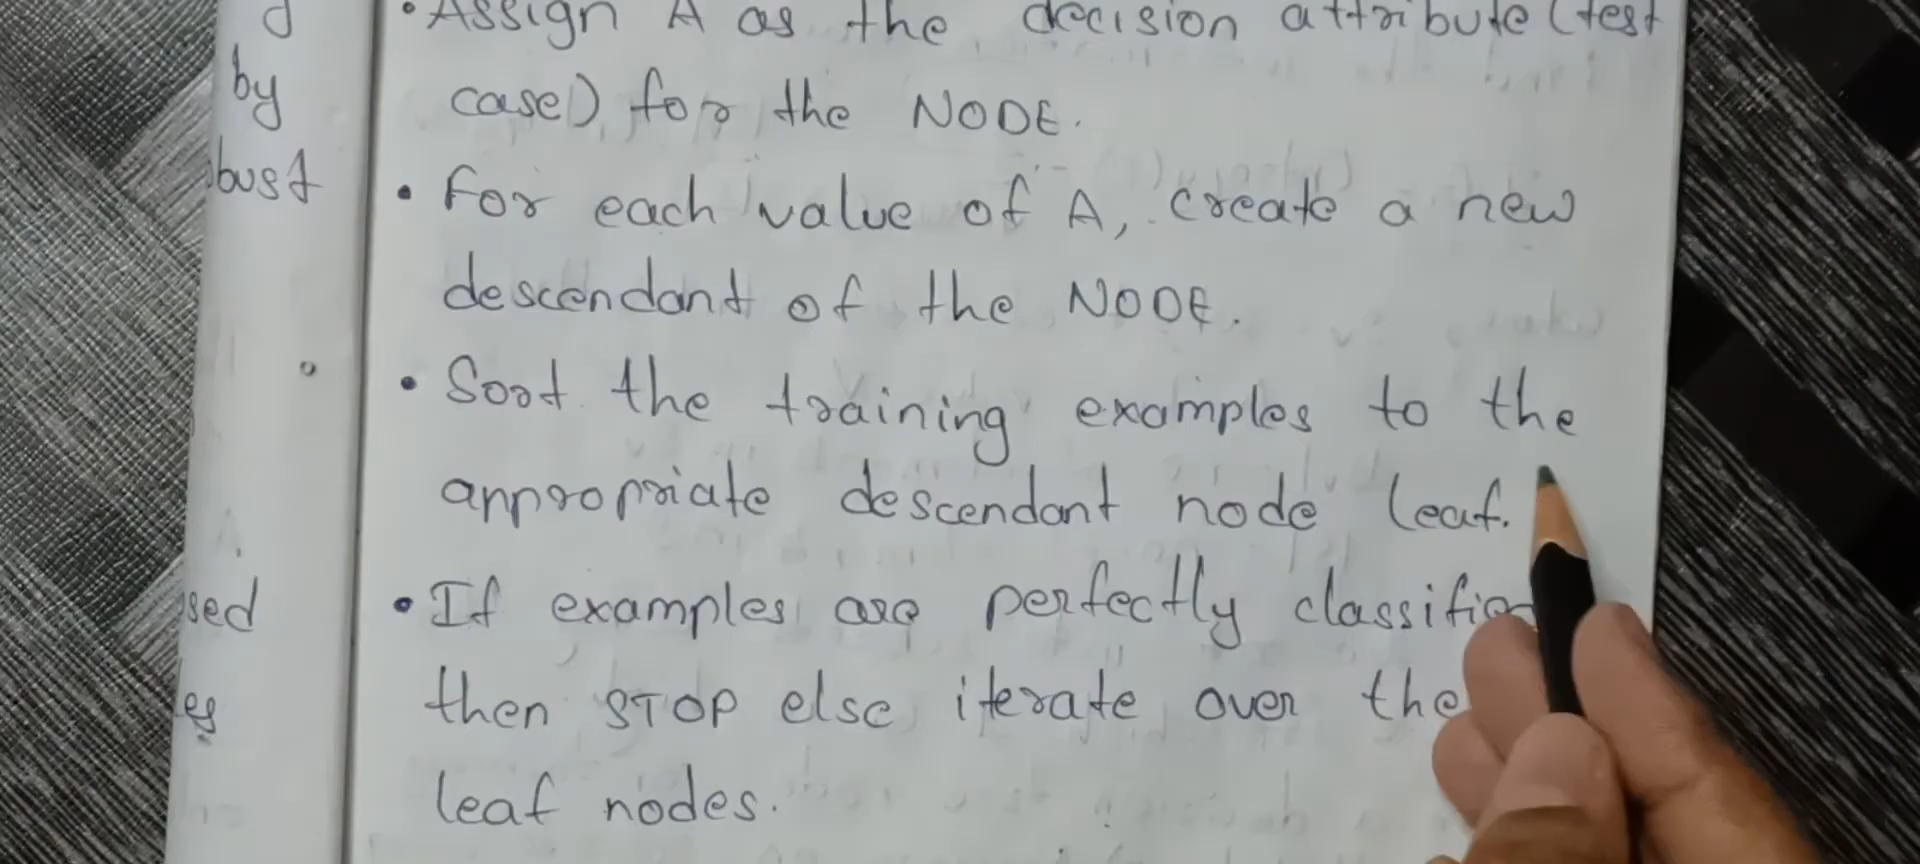 by
• Assign A as the decision attribute (test
case) for the NODE.
• For each value of A, create a new
descendant of the NODE.
• Sort the training examples to the
appropriate descendant node leaf.
• If examples are perfectly
then STOP else iterate over the
leaf nodes.